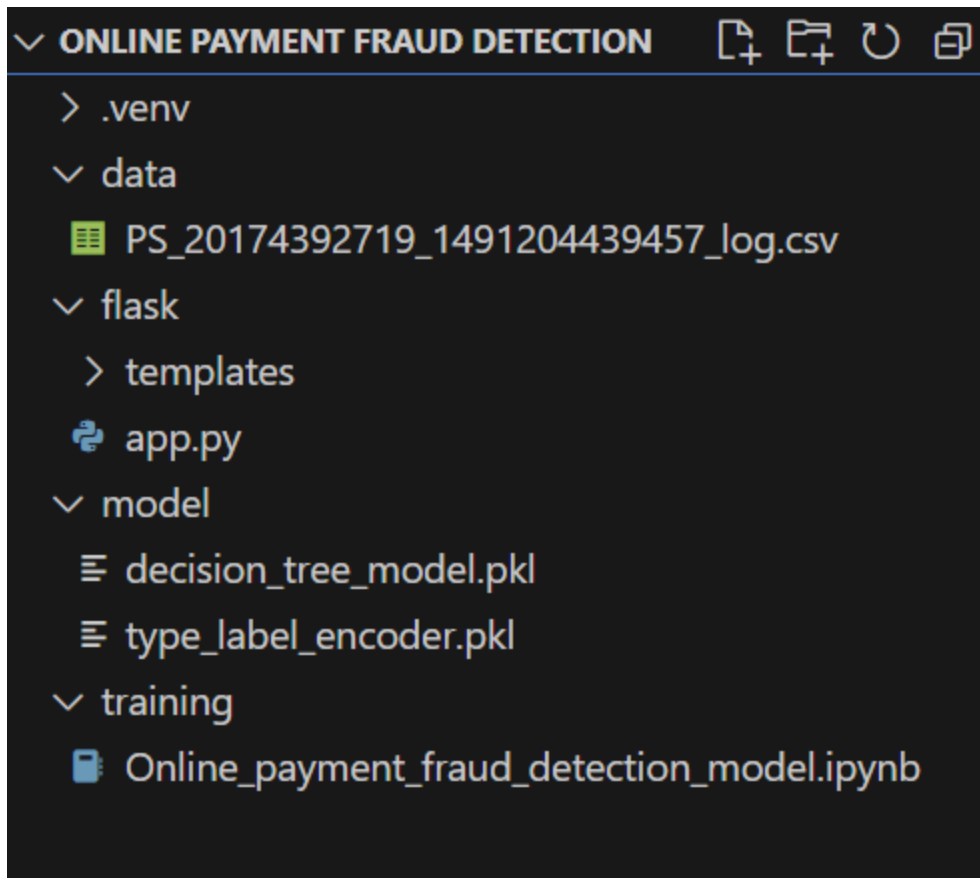 ONLINE PAYMENT FRAUD DETECTION
.venv
data
PS_20174392719_1491204439457_log.csv
flask
templates
app.py
model
decision_tree_model.pkl
type_label_encoder.pkl
training
Online_payment_fraud_detection_model.ipynb